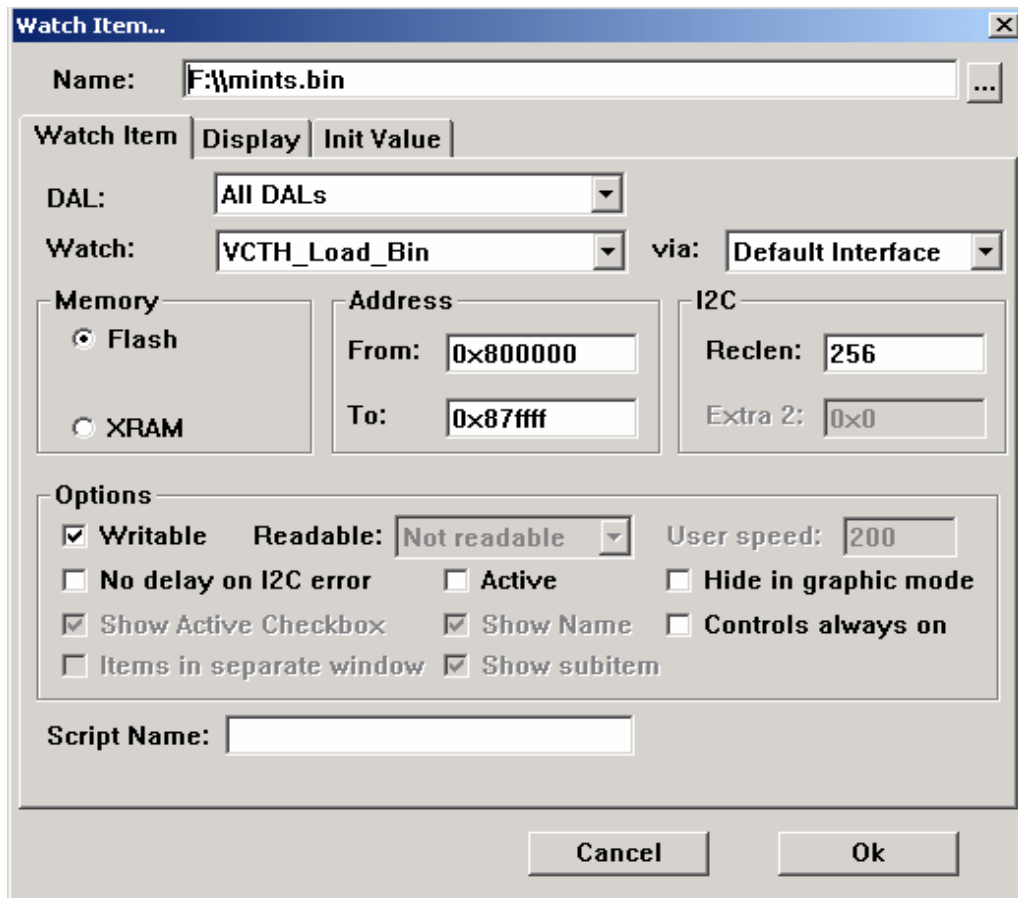 Watch Item...
Name: F:\\mints.bin ...
Watch Item Display Init Value
DAL: All DALs
Watch: VCTH_Load_Bin via: Default Interface
Memory Address I2C
Flash From: 0x800000 Reclen: 256
XRAM To: 0x87ffff Extra 2: 0x0
Options
Writable Readable: Not readable User speed: 200
No delay on I2C error Active Hide in graphic mode
Show Active Checkbox Show Name Controls always on
Items in separate window Show subitem
Script Name:
Cancel Ok